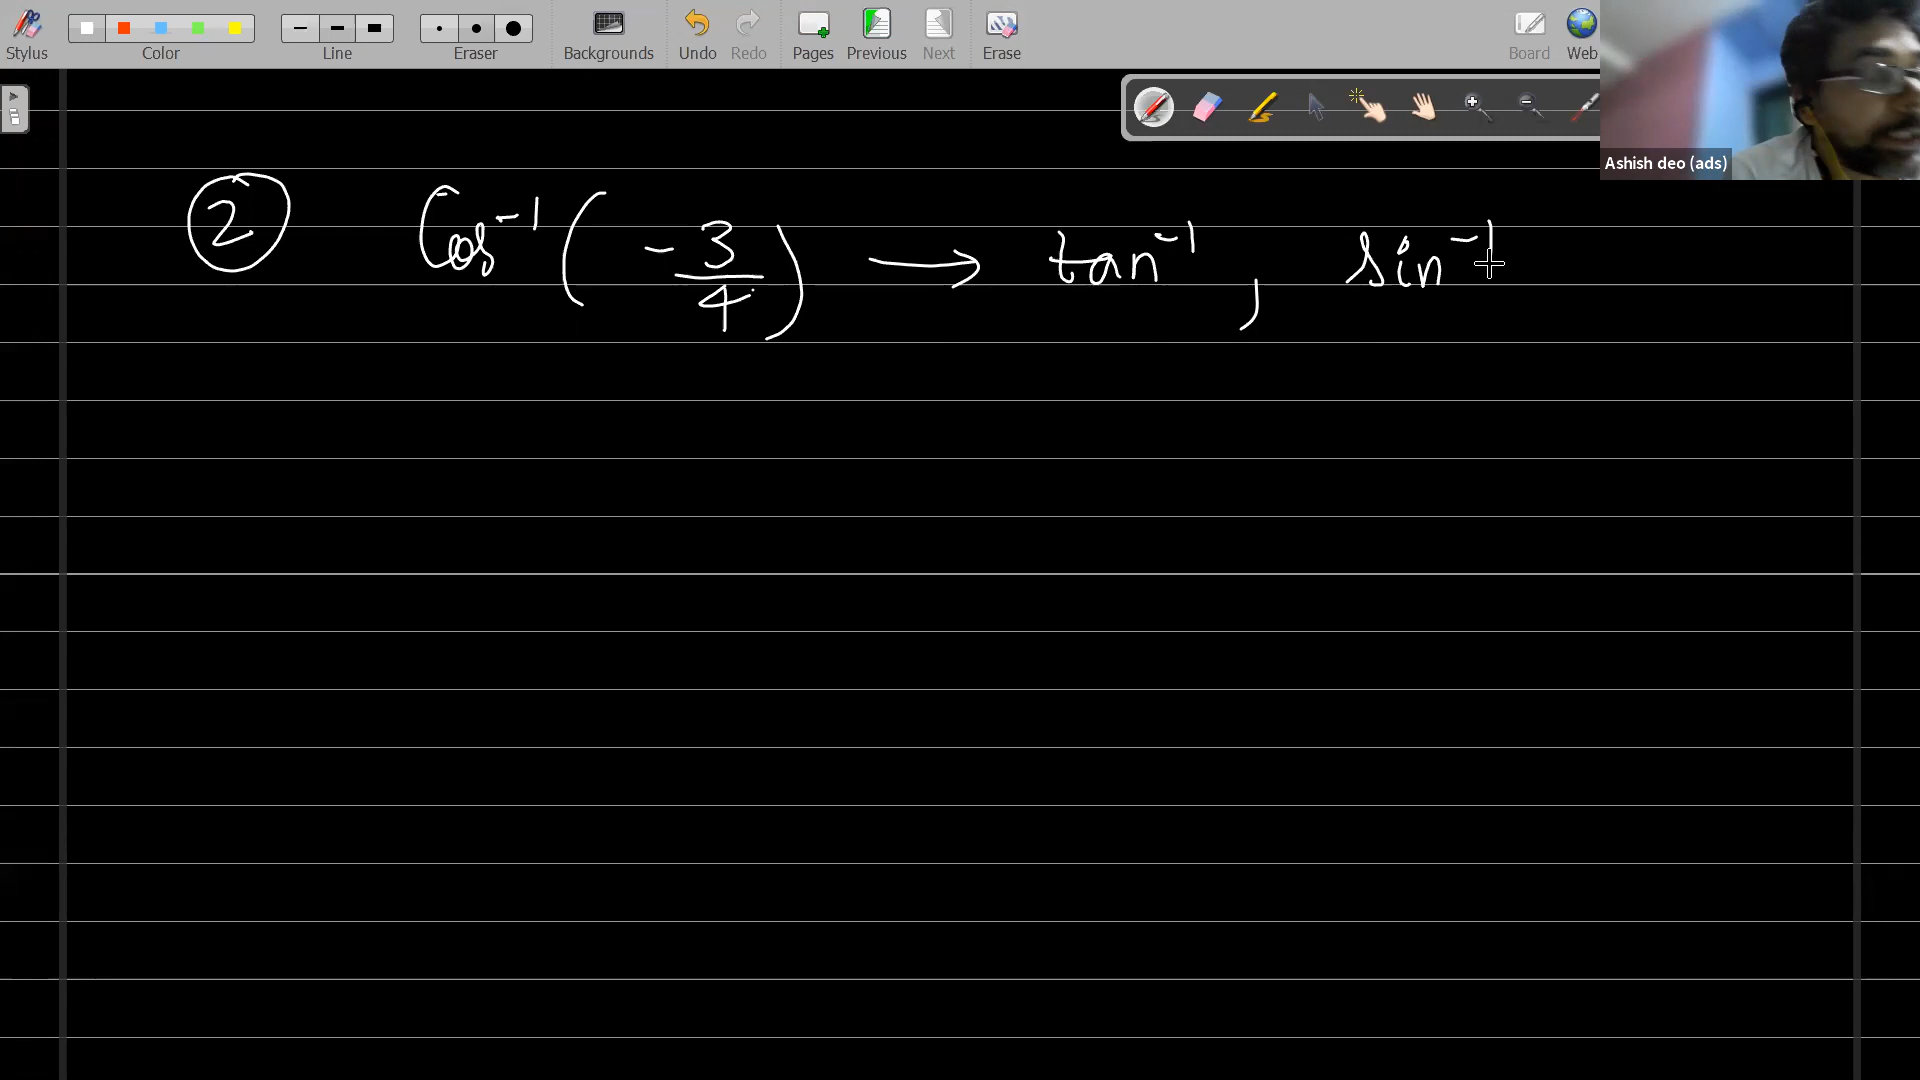 Stylus Color Line Eraser Backgrounds Undo Redo Pages Previous Next Erase Board Web
Ashish deo (ads)
② Cos⁻¹(-3/4) → tan⁻¹, sin⁻¹